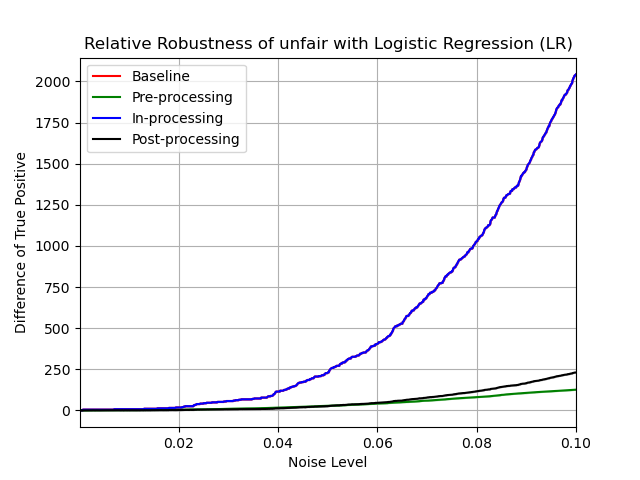 Relative Robustness of unfair with Logistic Regression (LR)
Baseline
Pre-processing
In-processing
Post-processing
Difference of True Positive
2000
1750
1500
1250
1000
750
500
250
0
0.02 0.04 0.06 0.08 0.10
Noise Level